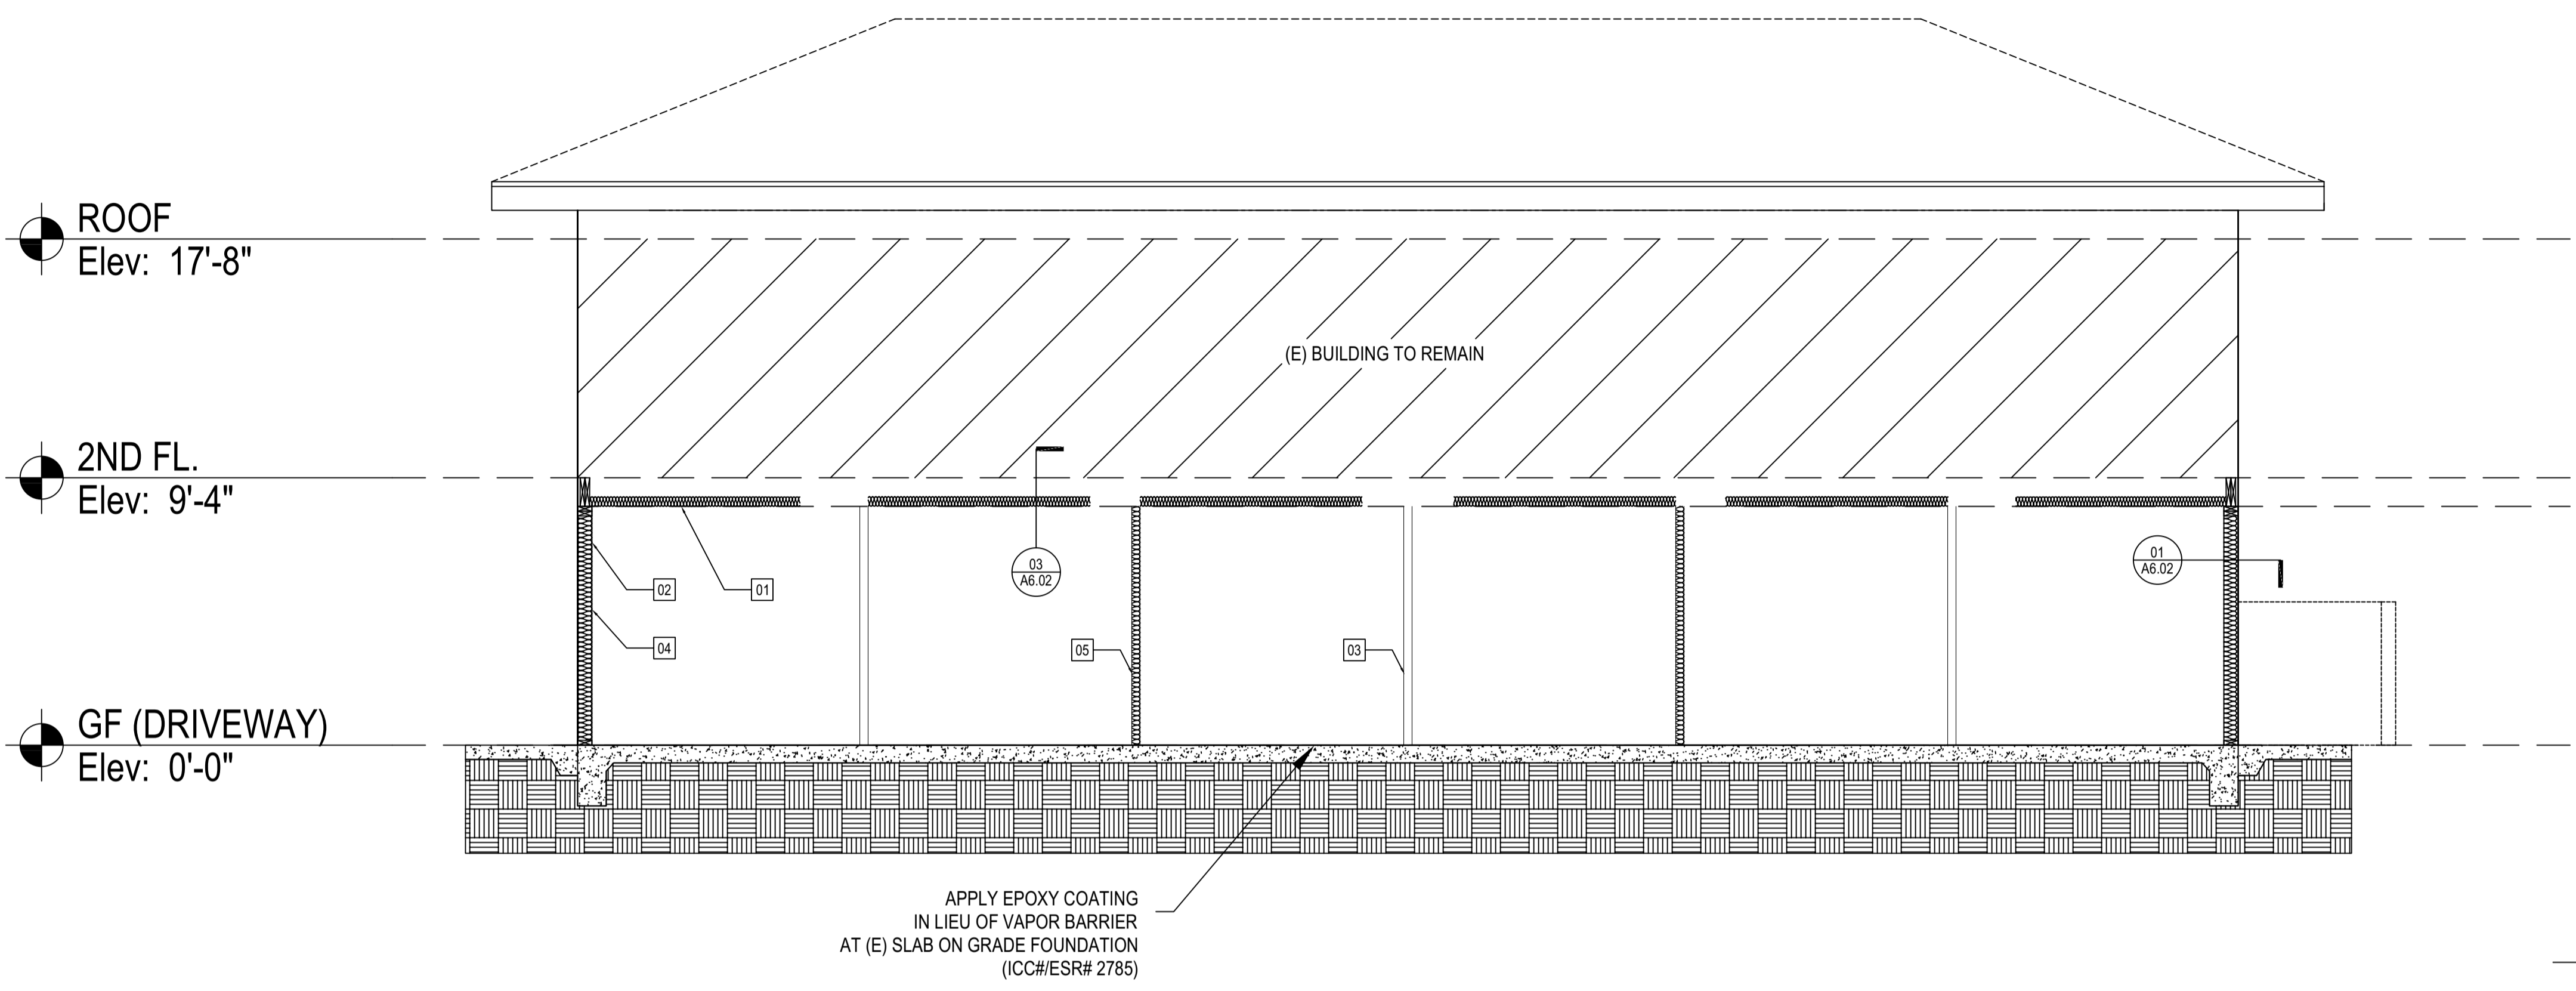 ROOF
Elev: 17'-8"
(E) BUILDING TO REMAIN
2ND FL.
Elev: 9'-4"
03
A6.02
01
A6.02
02
01
04
05
03
GF (DRIVEWAY)
Elev: 0'-0"
APPLY EPOXY COATING
IN LIEU OF VAPOR BARRIER
AT (E) SLAB ON GRADE FOUNDATION
(ICC#/ESR# 2785)